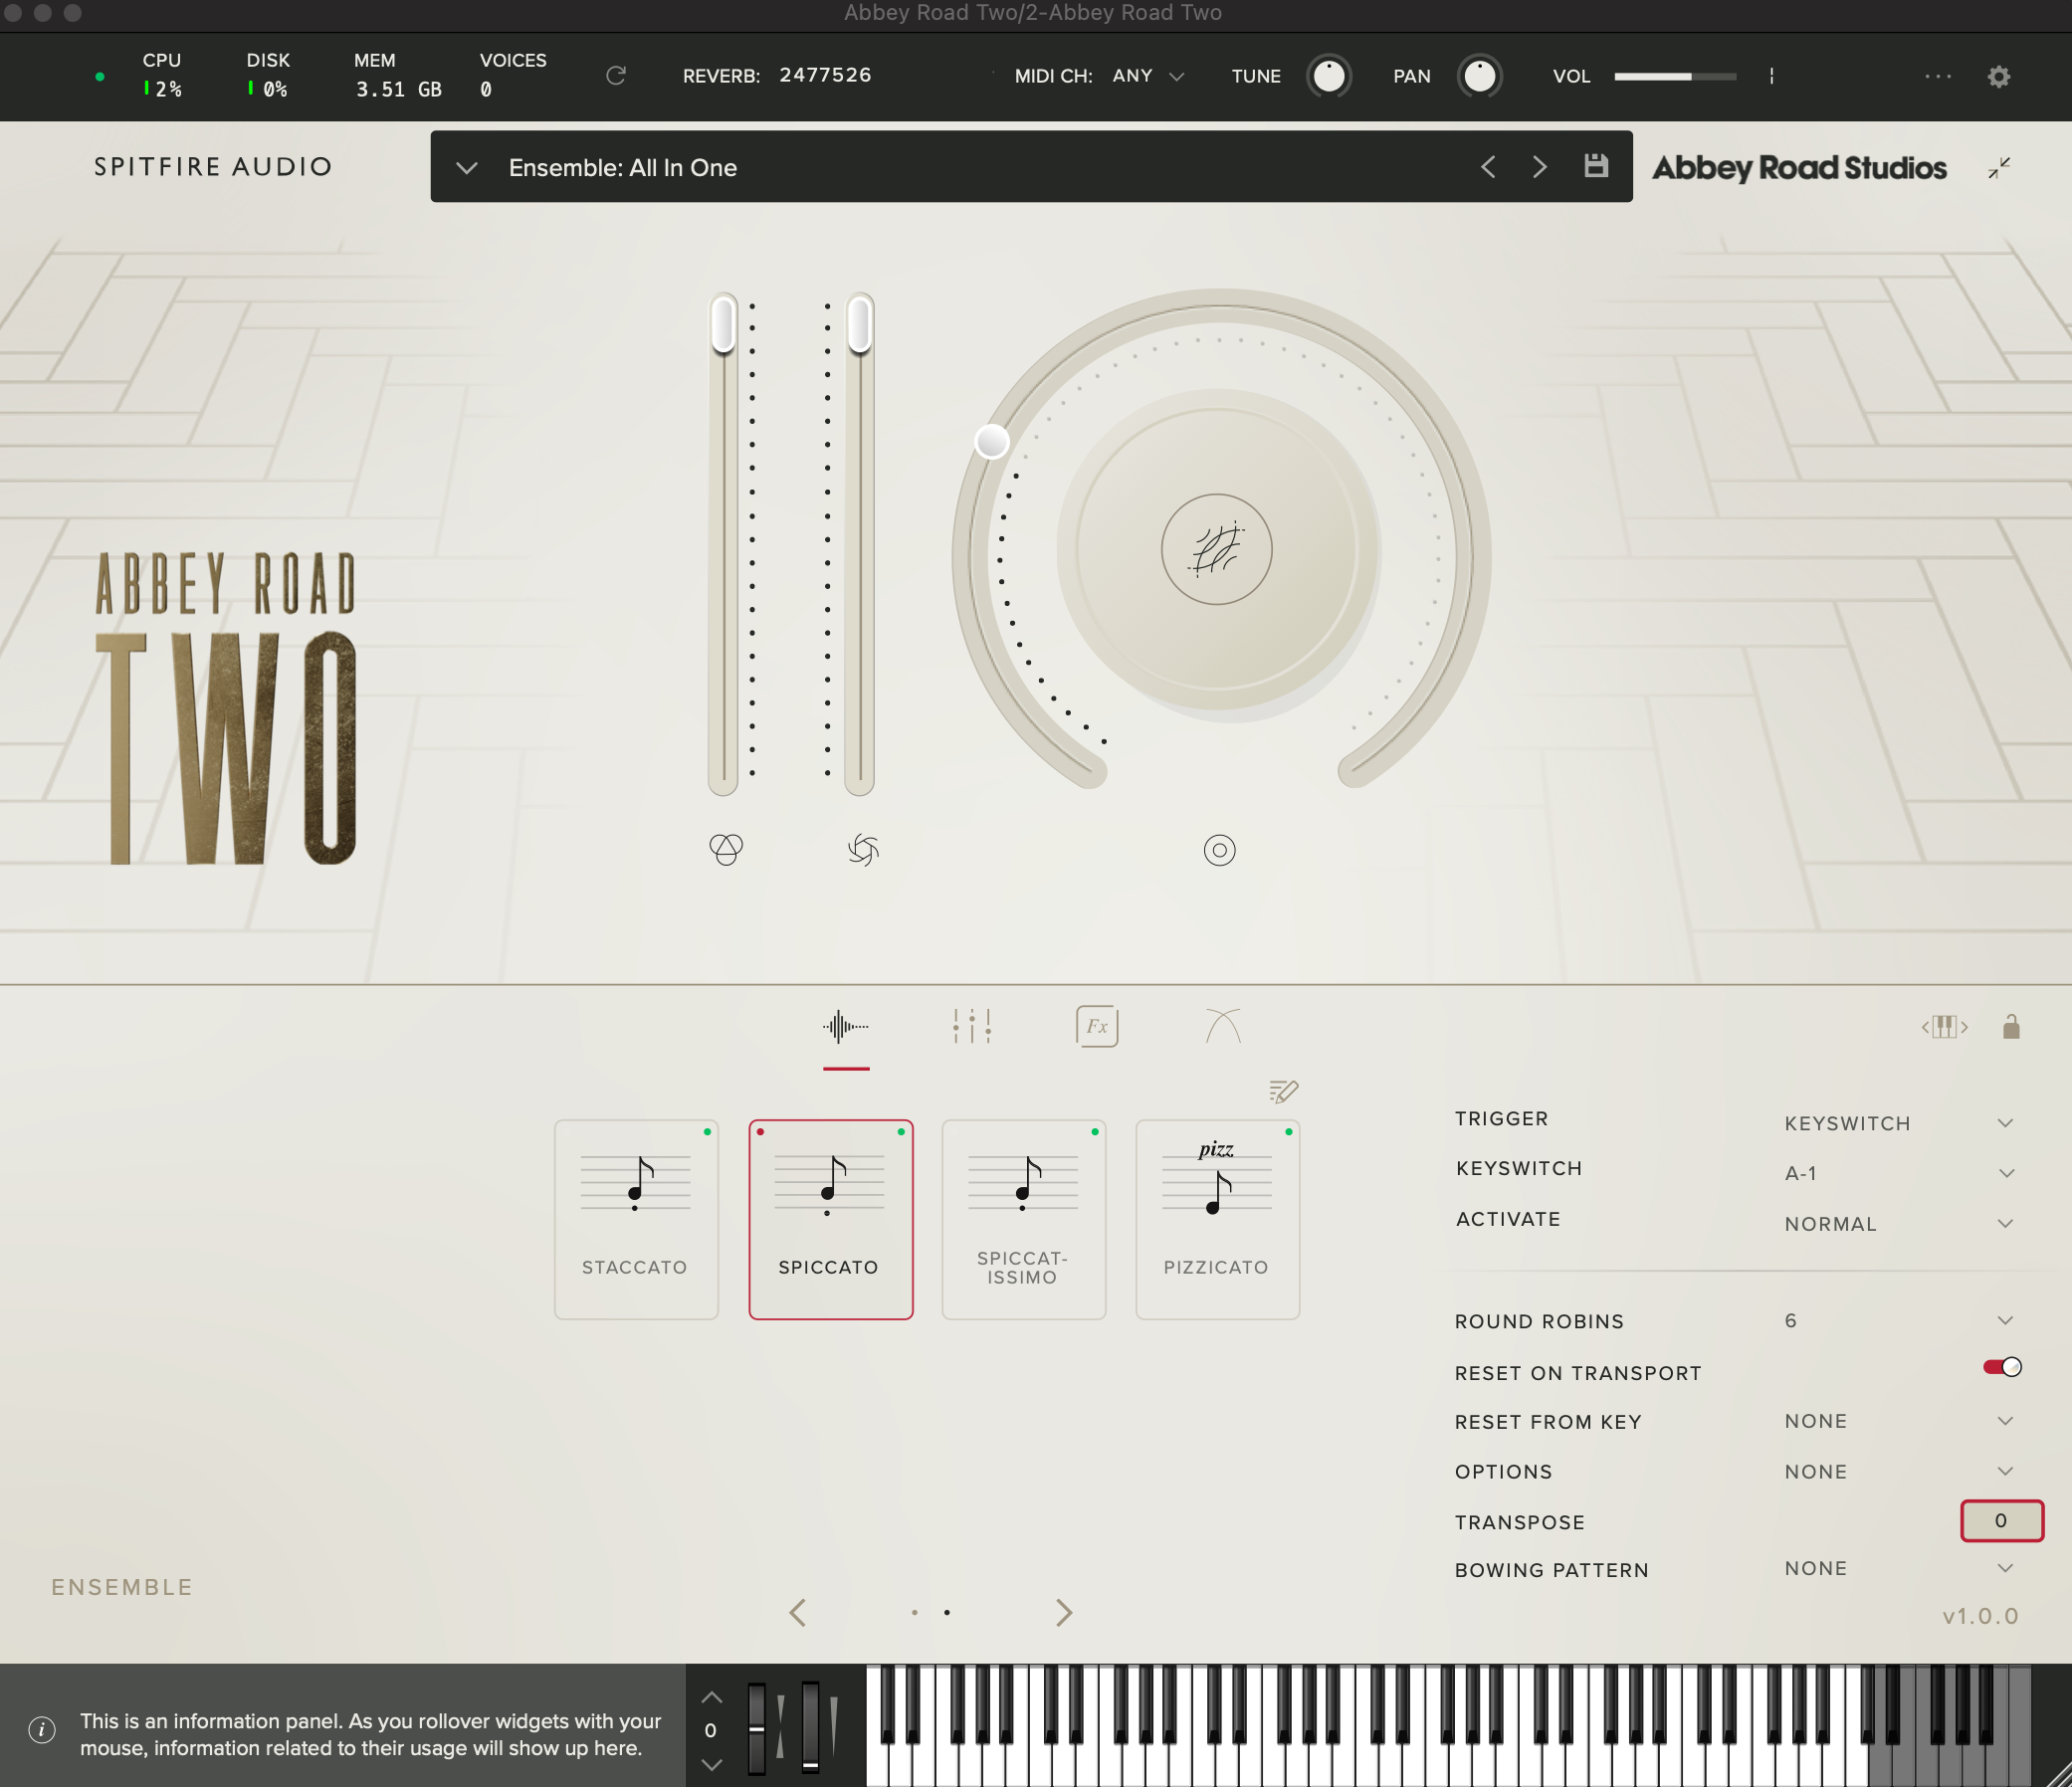 Abbey Road Two/2-Abbey Road Two
CPU
2%
DISK
0%
MEM
3.51 GB
VOICES
0
REVERB: 2477526
MIDI CH: ANY
TUNE
PAN
VOL
SPITFIRE AUDIO
Ensemble: All In One
Abbey Road Studios
ABBEY ROAD
TWO
Fx
STACCATO
SPICCATO
SPICCAT-
ISSIMO
pizz
PIZZICATO
TRIGGER KEYSWITCH
KEYSWITCH A-1
ACTIVATE NORMAL
ROUND ROBINS 6
RESET ON TRANSPORT
RESET FROM KEY NONE
OPTIONS NONE
TRANSPOSE 0
BOWING PATTERN NONE
ENSEMBLE
v1.0.0
i
This is an information panel. As you rollover widgets with your
mouse, information related to their usage will show up here.
0